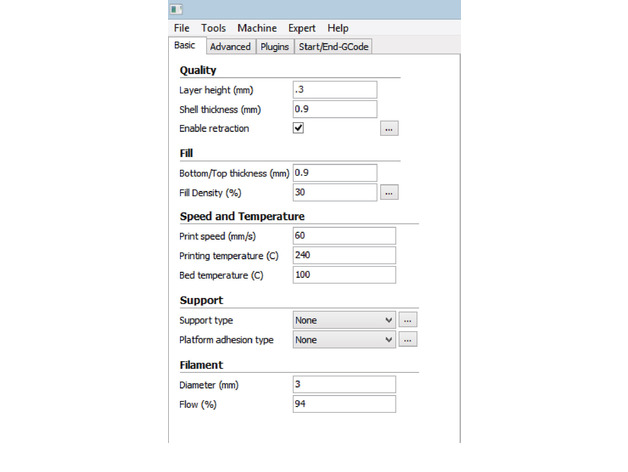 File Tools Machine Expert Help
Basic Advanced Plugins Start/End-GCode
Quality
Layer height (mm) .3
Shell thickness (mm) 0.9
Enable retraction ...
Fill
Bottom/Top thickness (mm) 0.9
Fill Density (%) 30 ...
Speed and Temperature
Print speed (mm/s) 60
Printing temperature (C) 240
Bed temperature (C) 100
Support
Support type None ...
Platform adhesion type None ...
Filament
Diameter (mm) 3
Flow (%) 94